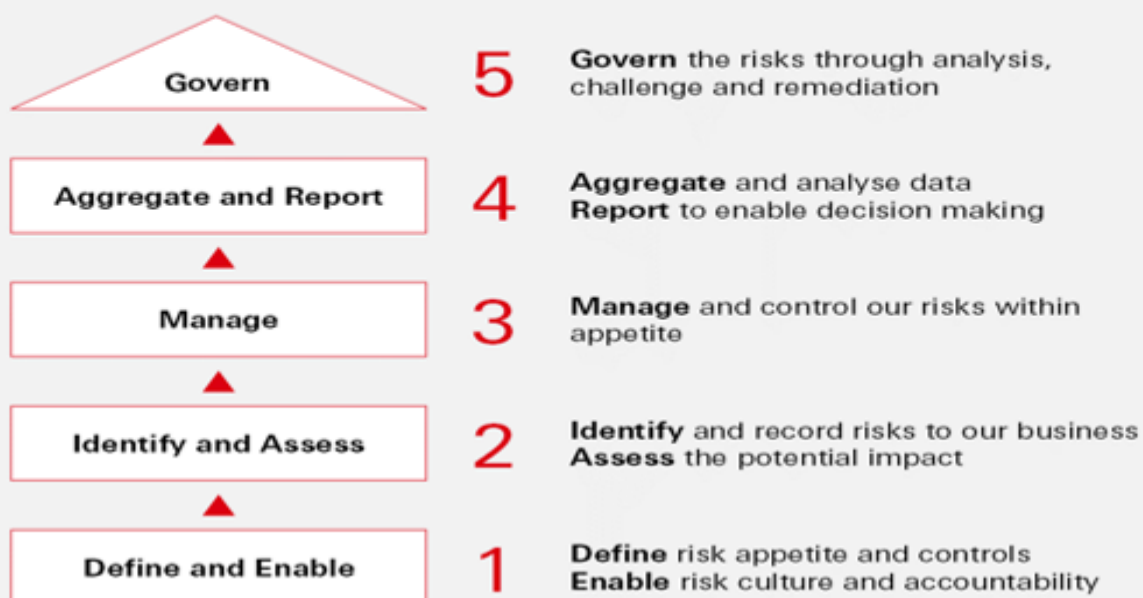 Govern
5
Govern the risks through analysis,
challenge and remediation
Aggregate and Report
4
Aggregate and analyse data
Report to enable decision making
Manage
3
Manage and control our risks within
appetite
Identify and Assess
2
Identify and record risks to our business
Assess the potential impact
Define and Enable
1
Define risk appetite and controls
Enable risk culture and accountability